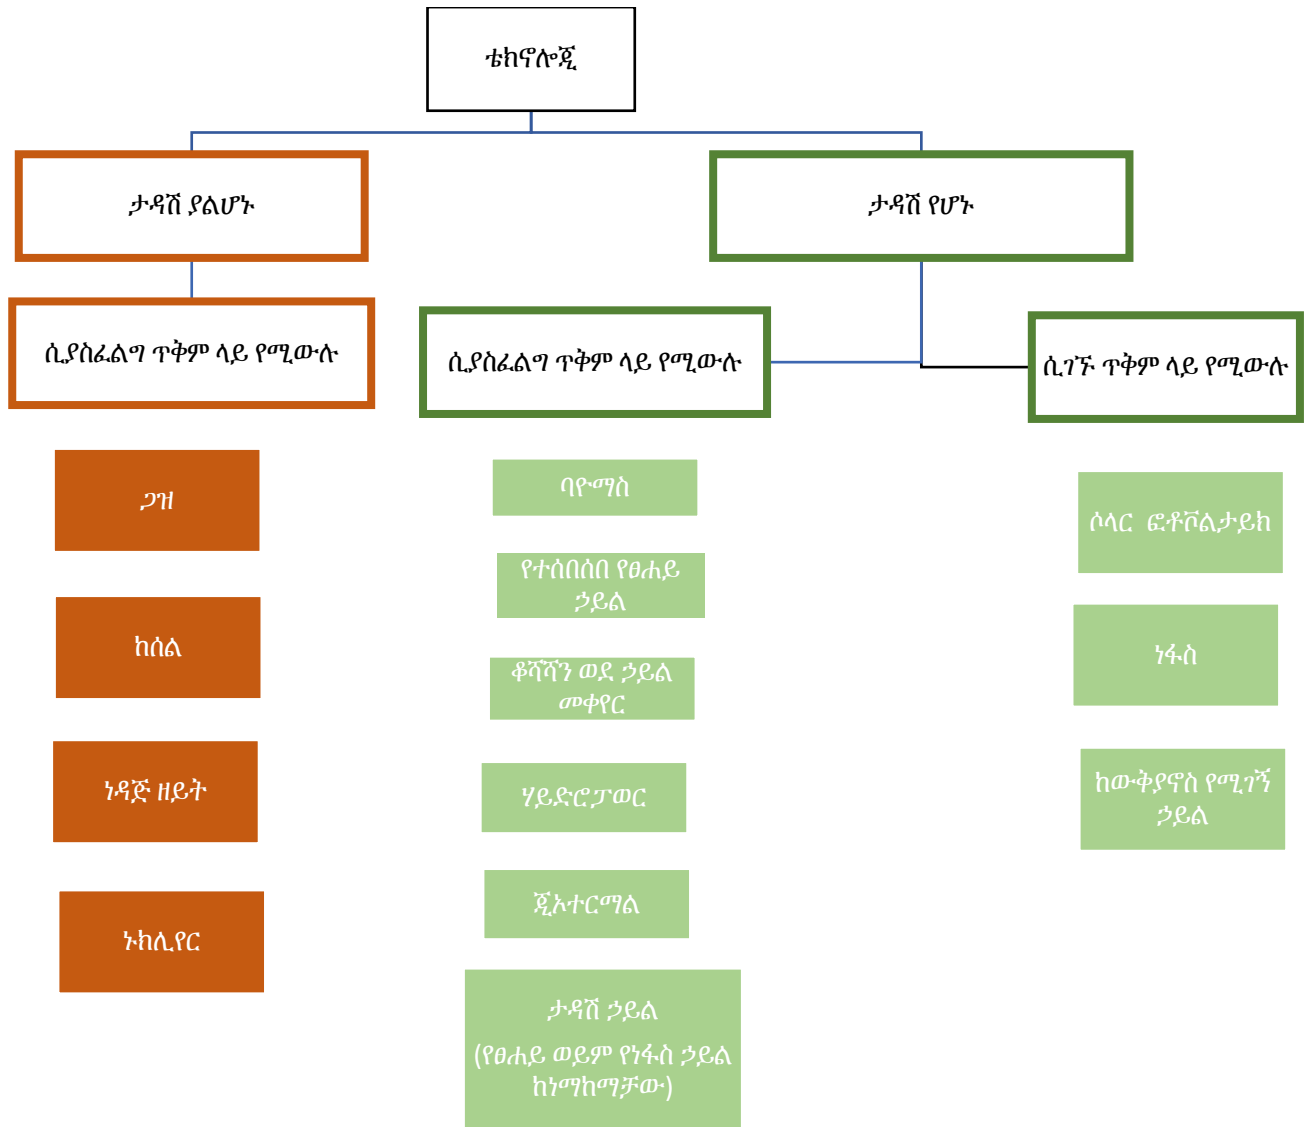 ቴክኖሎጂ
ታዳሽ ያልሆኑ
ታዳሽ የሆኑ
ሲያስፈልግ ጥቅም ላይ የሚውሉ
ሲያስፈልግ ጥቅም ላይ የሚውሉ
ሲገኙ ጥቅም ላይ የሚውሉ
ጋዝ
ከሰል
ነዳጅ ዘይት
ኑክሊየር
ባዮማስ
የተሰበሰበ የፀሐይ
ኃይል
ቆሻሻን ወደ ኃይል
መቀየር
ሃይድሮፓወር
ጂኦተርማል
ታዳሽ ኃይል
(የፀሐይ ወይም የነፋስ ኃይል
ከነማከማቻው)
ሶላር ፎቶቮልታይክ
ነፋስ
ከውቅያኖስ የሚገኝ
ኃይል